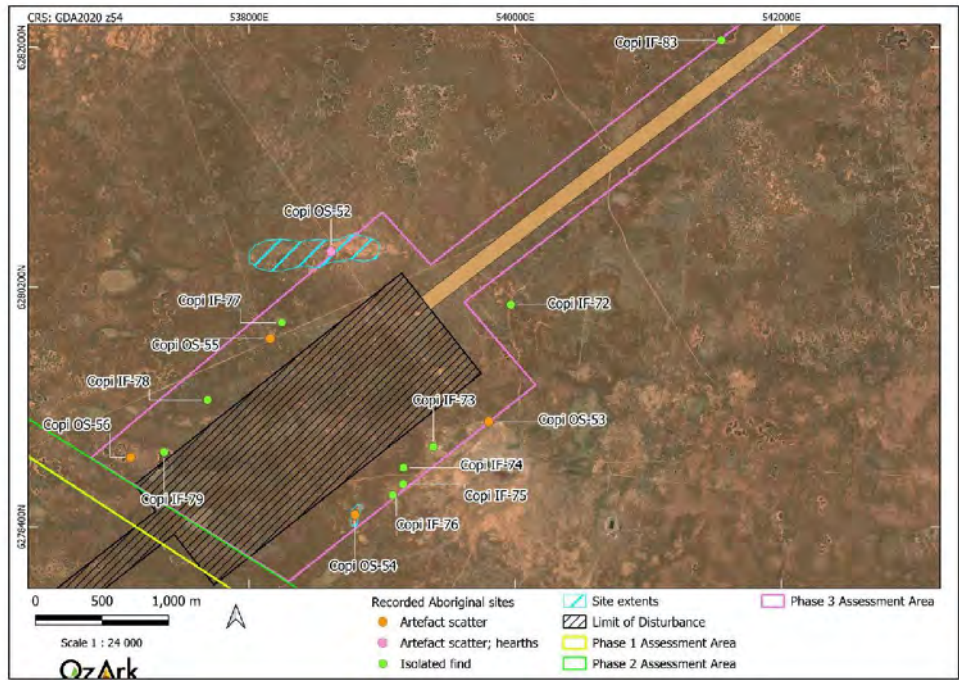 CRS: GDA2020 z54
538000E
540000E
542000E
6282000N
6280200N
6278400N
Copi IF-83
Copi OS-52
Copi IF-77
Copi IF-72
Copi OS-55
Copi IF-78
Copi IF-73
Copi OS-56
Copi OS-53
Copi IF-74
Copi IF-79
Copi IF-75
Copi IF-76
Copi OS-54
0 500 1,000 m
Scale 1 : 24 000
OzArk
Recorded Aboriginal sites
Artefact scatter
Artefact scatter; hearths
Isolated find
Site extents
Limit of Disturbance
Phase 1 Assessment Area
Phase 2 Assessment Area
Phase 3 Assessment Area